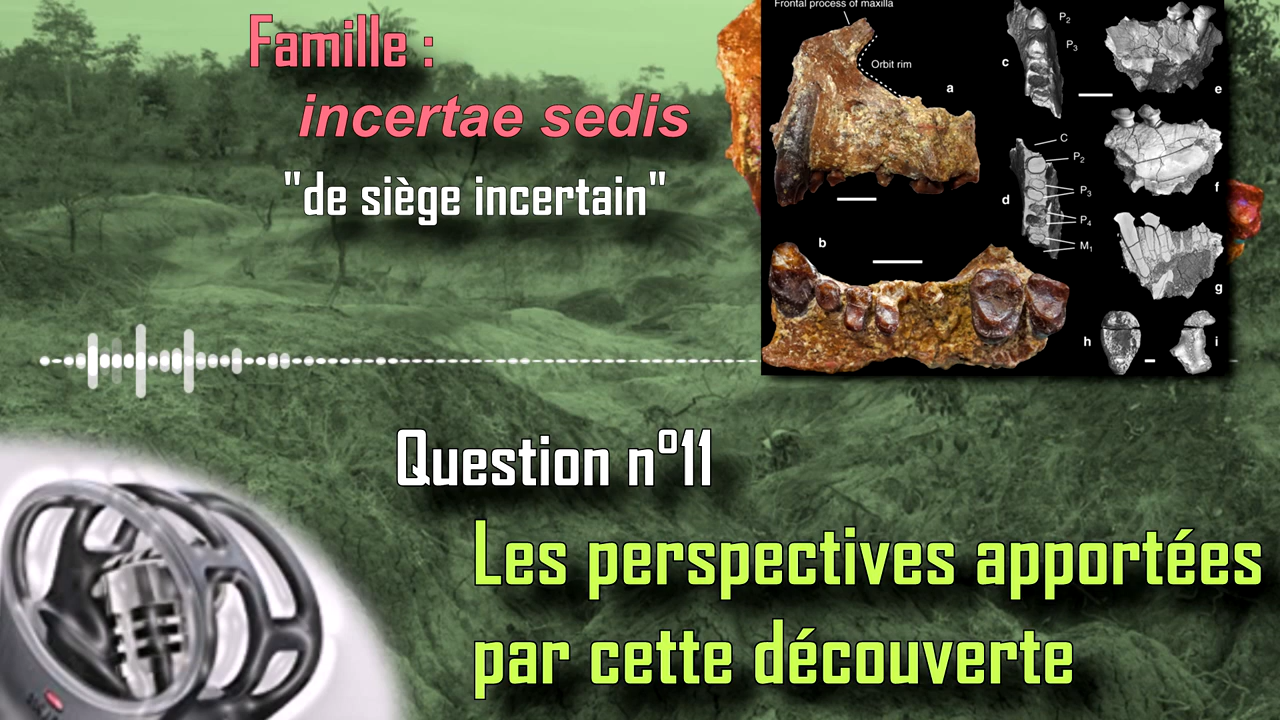 Famille :
incertae sedis
"de siège incertain"
Frontal process of maxilla
Orbit rim
a
b
c
P2
P3
d
C
P2
P3
P4
M1
e
f
g
h
i
Question n°11
Les perspectives apportées
par cette découverte